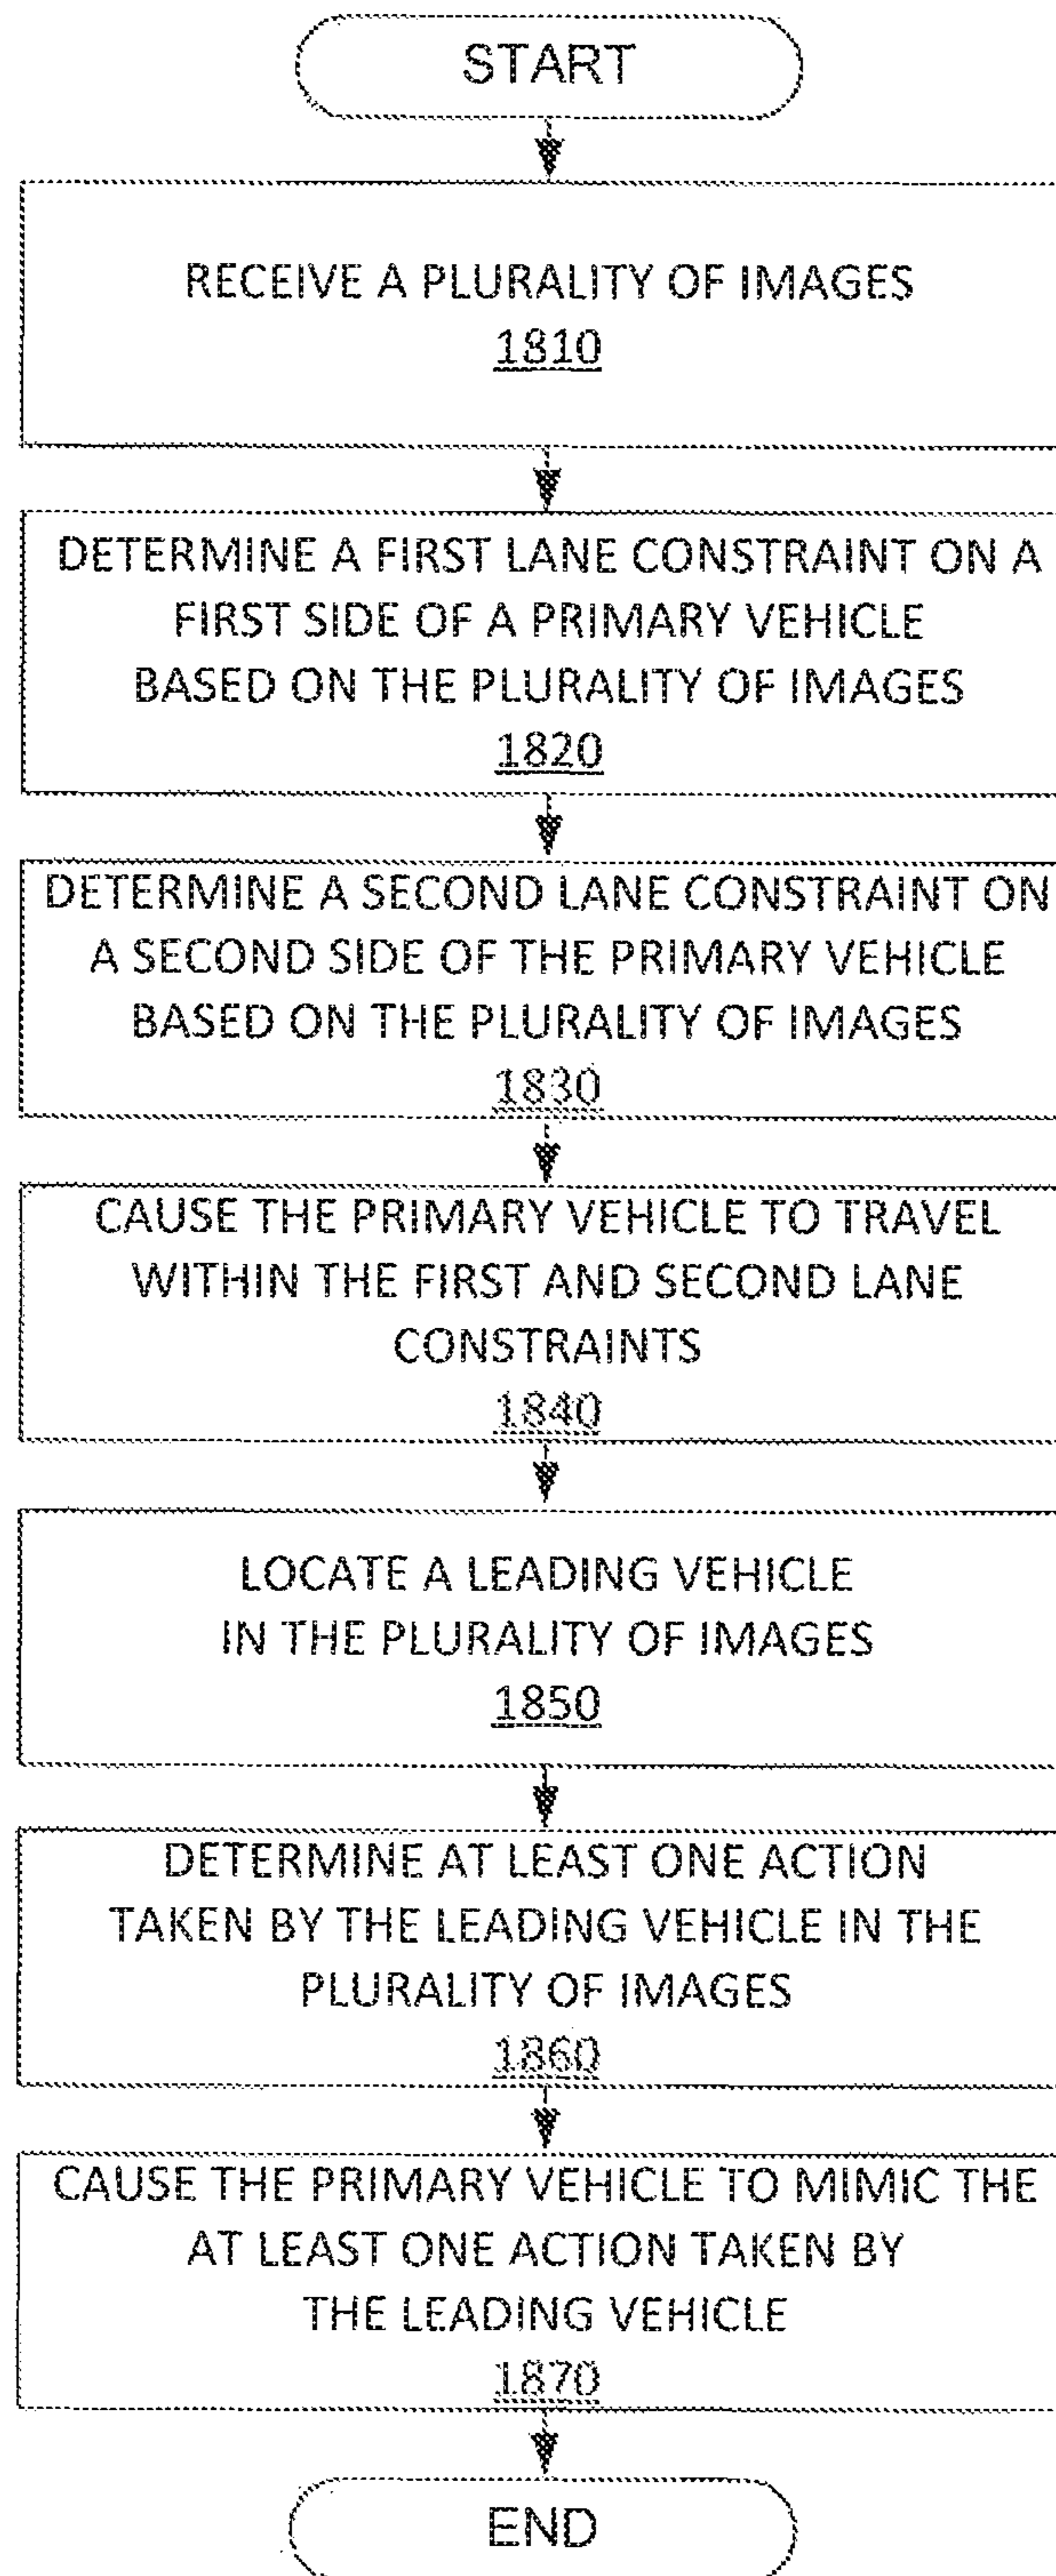 START
RECEIVE A PLURALITY OF IMAGES
1810
DETERMINE A FIRST LANE CONSTRAINT ON A
FIRST SIDE OF A PRIMARY VEHICLE
BASED ON THE PLURALITY OF IMAGES
1820
DETERMINE A SECOND LANE CONSTRAINT ON
A SECOND SIDE OF THE PRIMARY VEHICLE
BASED ON THE PLURALITY OF IMAGES
1830
CAUSE THE PRIMARY VEHICLE TO TRAVEL
WITHIN THE FIRST AND SECOND LANE
CONSTRAINTS
1840
LOCATE A LEADING VEHICLE
IN THE PLURALITY OF IMAGES
1850
DETERMINE AT LEAST ONE ACTION
TAKEN BY THE LEADING VEHICLE IN THE
PLURALITY OF IMAGES
1860
CAUSE THE PRIMARY VEHICLE TO MIMIC THE
AT LEAST ONE ACTION TAKEN BY
THE LEADING VEHICLE
1870
END